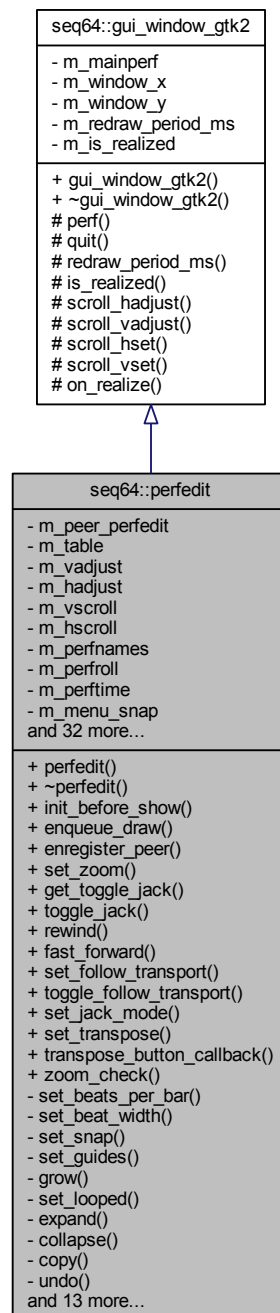 seq64::gui_window_gtk2
- m_mainperf
- m_window_x
- m_window_y
- m_redraw_period_ms
- m_is_realized
+ gui_window_gtk2()
+ ~gui_window_gtk2()
# perf()
# quit()
# redraw_period_ms()
# is_realized()
# scroll_hadjust()
# scroll_vadjust()
# scroll_hset()
# scroll_vset()
# on_realize()
seq64::perfedit
- m_peer_perfedit
- m_table
- m_vadjust
- m_hadjust
- m_vscroll
- m_hscroll
- m_perfnames
- m_perfroll
- m_perftime
- m_menu_snap
and 32 more...
+ perfedit()
+ ~perfedit()
+ init_before_show()
+ enqueue_draw()
+ enregister_peer()
+ set_zoom()
+ get_toggle_jack()
+ toggle_jack()
+ rewind()
+ fast_forward()
+ set_follow_transport()
+ toggle_follow_transport()
+ set_jack_mode()
+ set_transpose()
+ transpose_button_callback()
+ zoom_check()
- set_beats_per_bar()
- set_beat_width()
- set_snap()
- set_guides()
- grow()
- set_looped()
- expand()
- collapse()
- copy()
- undo()
and 13 more...